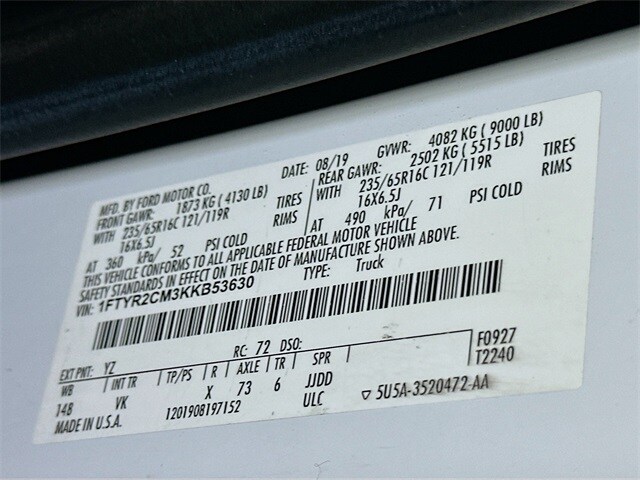 MFD. BY FORD MOTOR CO. DATE: 08/19 GVWR: 4082 KG ( 9000 LB)
FRONT GAWR: 1873 KG ( 4130 LB) REAR GAWR: 2502 KG ( 5515 LB)
WITH 235/65R16C 121/119R TIRES WITH 235/65R16C 121/119R TIRES
16X6.5J RIMS 16X6.5J RIMS
AT 360 kPa/ 52 PSI COLD AT 490 kPa/ 71 PSI COLD
THIS VEHICLE CONFORMS TO ALL APPLICABLE FEDERAL MOTOR VEHICLE
SAFETY STANDARDS IN EFFECT ON THE DATE OF MANUFACTURE SHOWN ABOVE.
VIN: 1FTYR2CM3KKB53630 TYPE: Truck
EXT PNT: YZ RC: 72 DSO: F0927
WB INT TR TP/PS R AXLE TR SPR T2240
148 VK X 73 6 JJDD
MADE IN U.S.A. 1201908197152 ULC ▽ 5U5A-3520472-AA